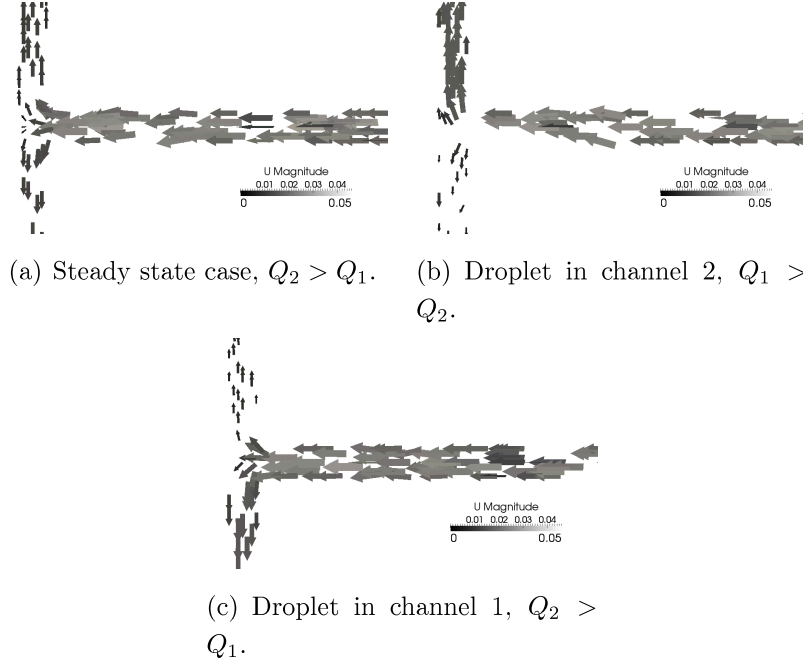 U Magnitude
0.01 0.02 0.03 0.04
0 0.05
U Magnitude
0.01 0.02 0.03 0.04
0 0.05
(a) Steady state case, Q₂ > Q₁.
(b) Droplet in channel 2, Q₁ >
Q₂.
U Magnitude
0.01 0.02 0.03 0.04
0 0.05
(c) Droplet in channel 1, Q₂ >
Q₁.